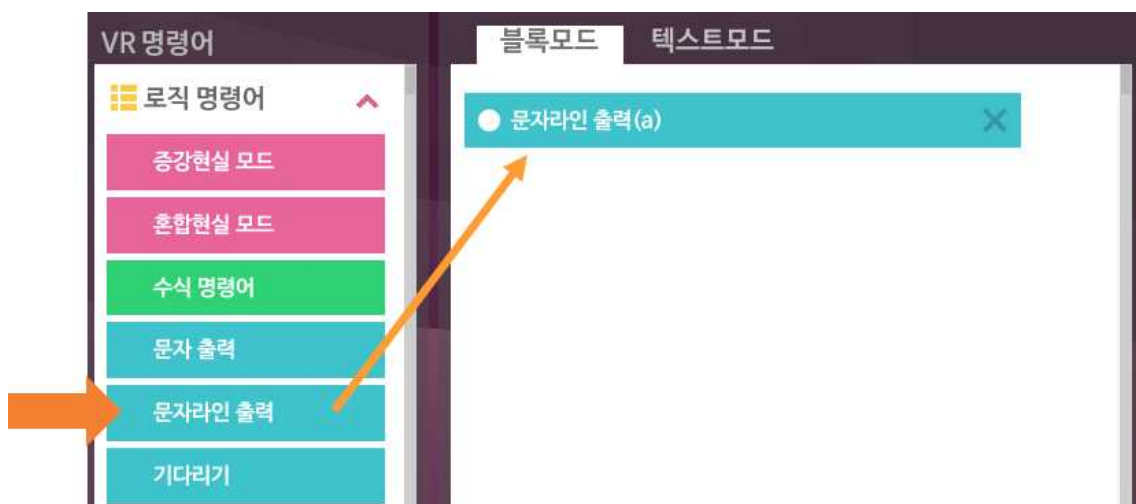 VR 명령어
로직 명령어
증강현실 모드
혼합현실 모드
수식 명령어
문자 출력
문자라인 출력
기다리기
블록모드 텍스트모드
문자라인 출력(a)